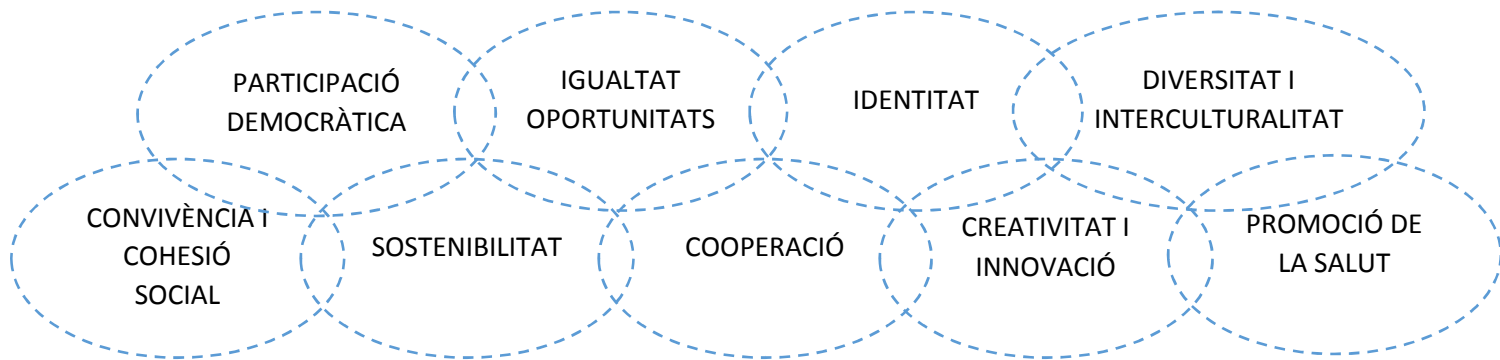 PARTICIPACIÓ
DEMOCRÀTICA
IGUALTAT
OPORTUNITATS
IDENTITAT
DIVERSITAT I
INTERCULTURALITAT
CONVIVÈNCIA I
COHESIÓ
SOCIAL
SOSTENIBILITAT
COOPERACIÓ
CREATIVITAT I
INNOVACIÓ
PROMOCIÓ DE
LA SALUT